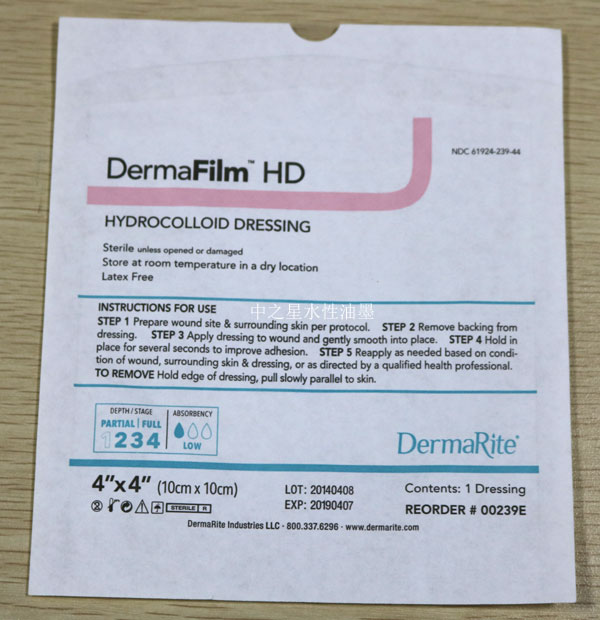 NDC 61924-239-44
DermaFilm™ HD
HYDROCOLLOID DRESSING
Sterile unless opened or damaged
Store at room temperature in a dry location
Latex Free
中之星水性油墨
INSTRUCTIONS FOR USE
STEP 1 Prepare wound site & surrounding skin per protocol. STEP 2 Remove backing from
dressing. STEP 3 Apply dressing to wound and gently smooth into place. STEP 4 Hold in
place for several seconds to improve adhesion. STEP 5 Reapply as needed based on condi-
tion of wound, surrounding skin & dressing, or as directed by a qualified health professional.
TO REMOVE Hold edge of dressing, pull slowly parallel to skin.
DEPTH / STAGE
PARTIAL | FULL
1234
ABSORBENCY
LOW
DermaRite®
4”x4” (10cm x 10cm)
LOT: 20140408
EXP: 20190407
Contents: 1 Dressing
REORDER # 00239E
STERILE R
DermaRite Industries LLC · 800.337.6296 · www.dermarite.com